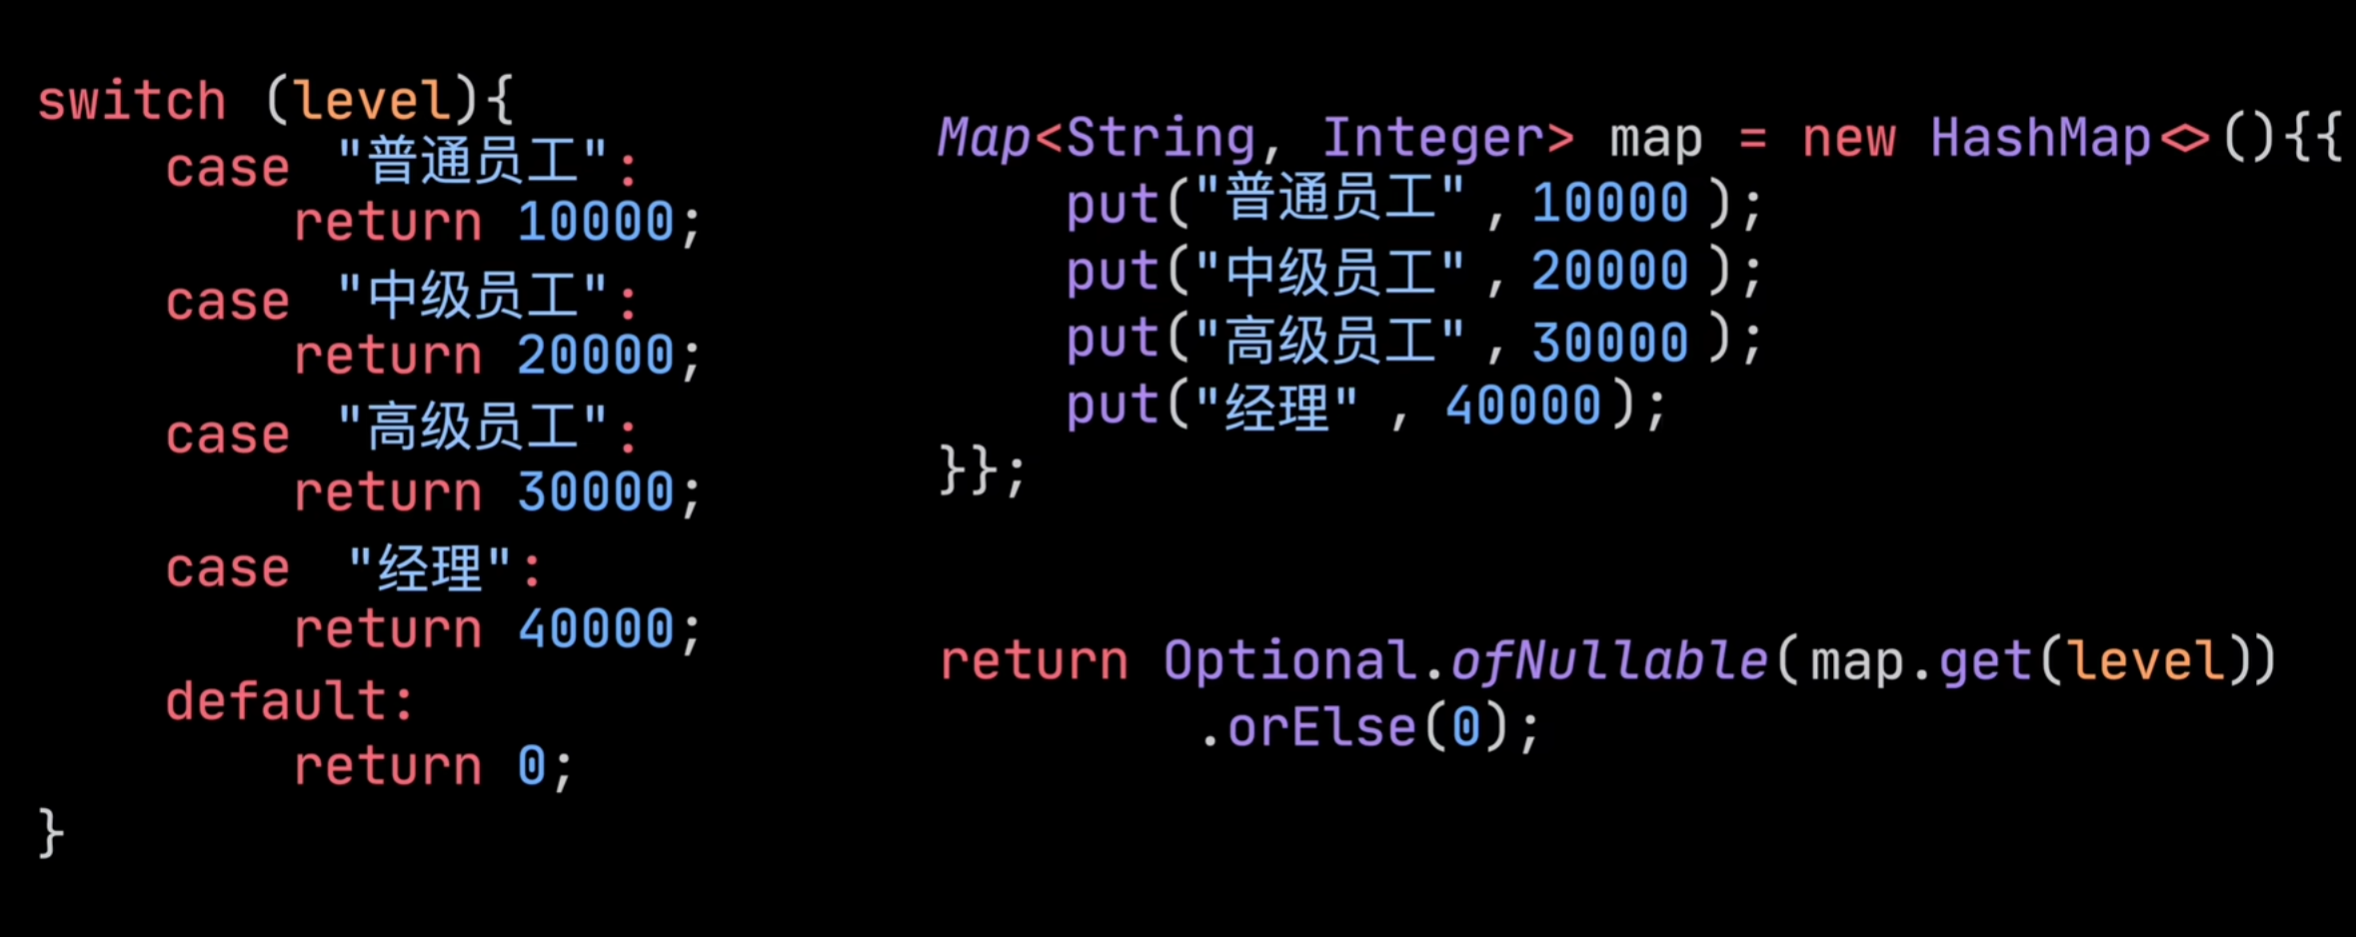 switch (level){
    case "普通员工":
        return 10000;
    case "中级员工":
        return 20000;
    case "高级员工":
        return 30000;
    case "经理":
        return 40000;
    default:
        return 0;
}
Map<String, Integer> map = new HashMap<>(){{
    put("普通员工", 10000);
    put("中级员工", 20000);
    put("高级员工", 30000);
    put("经理", 40000);
}};
return Optional.ofNullable(map.get(level))
        .orElse(0);